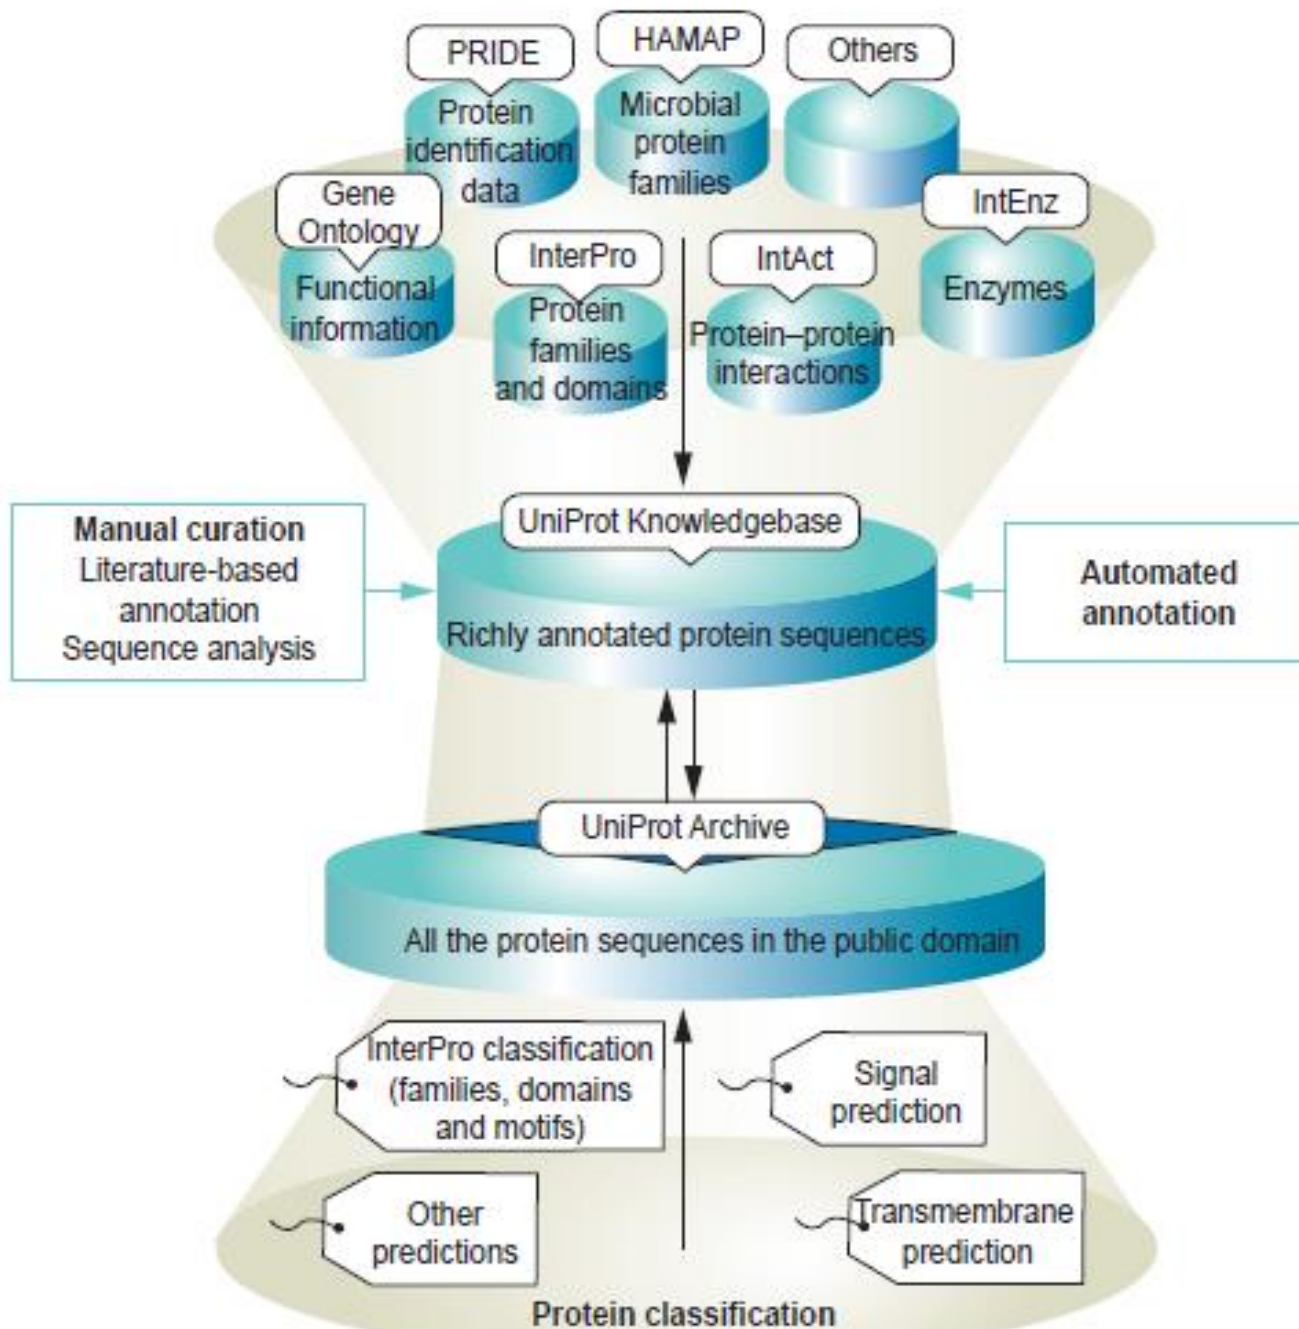 PRIDE
HAMAP
Others
Protein
identification
data
Microbial
protein
families
Gene
Ontology
IntEnz
Functional
information
InterPro
IntAct
Enzymes
Protein
families
and domains
Protein–protein
interactions
UniProt Knowledgebase
Manual curation
Literature-based
annotation
Sequence analysis
Automated
annotation
Richly annotated protein sequences
UniProt Archive
All the protein sequences in the public domain
InterPro classification
(families, domains
and motifs)
Signal
prediction
Other
predictions
Transmembrane
prediction
Protein classification